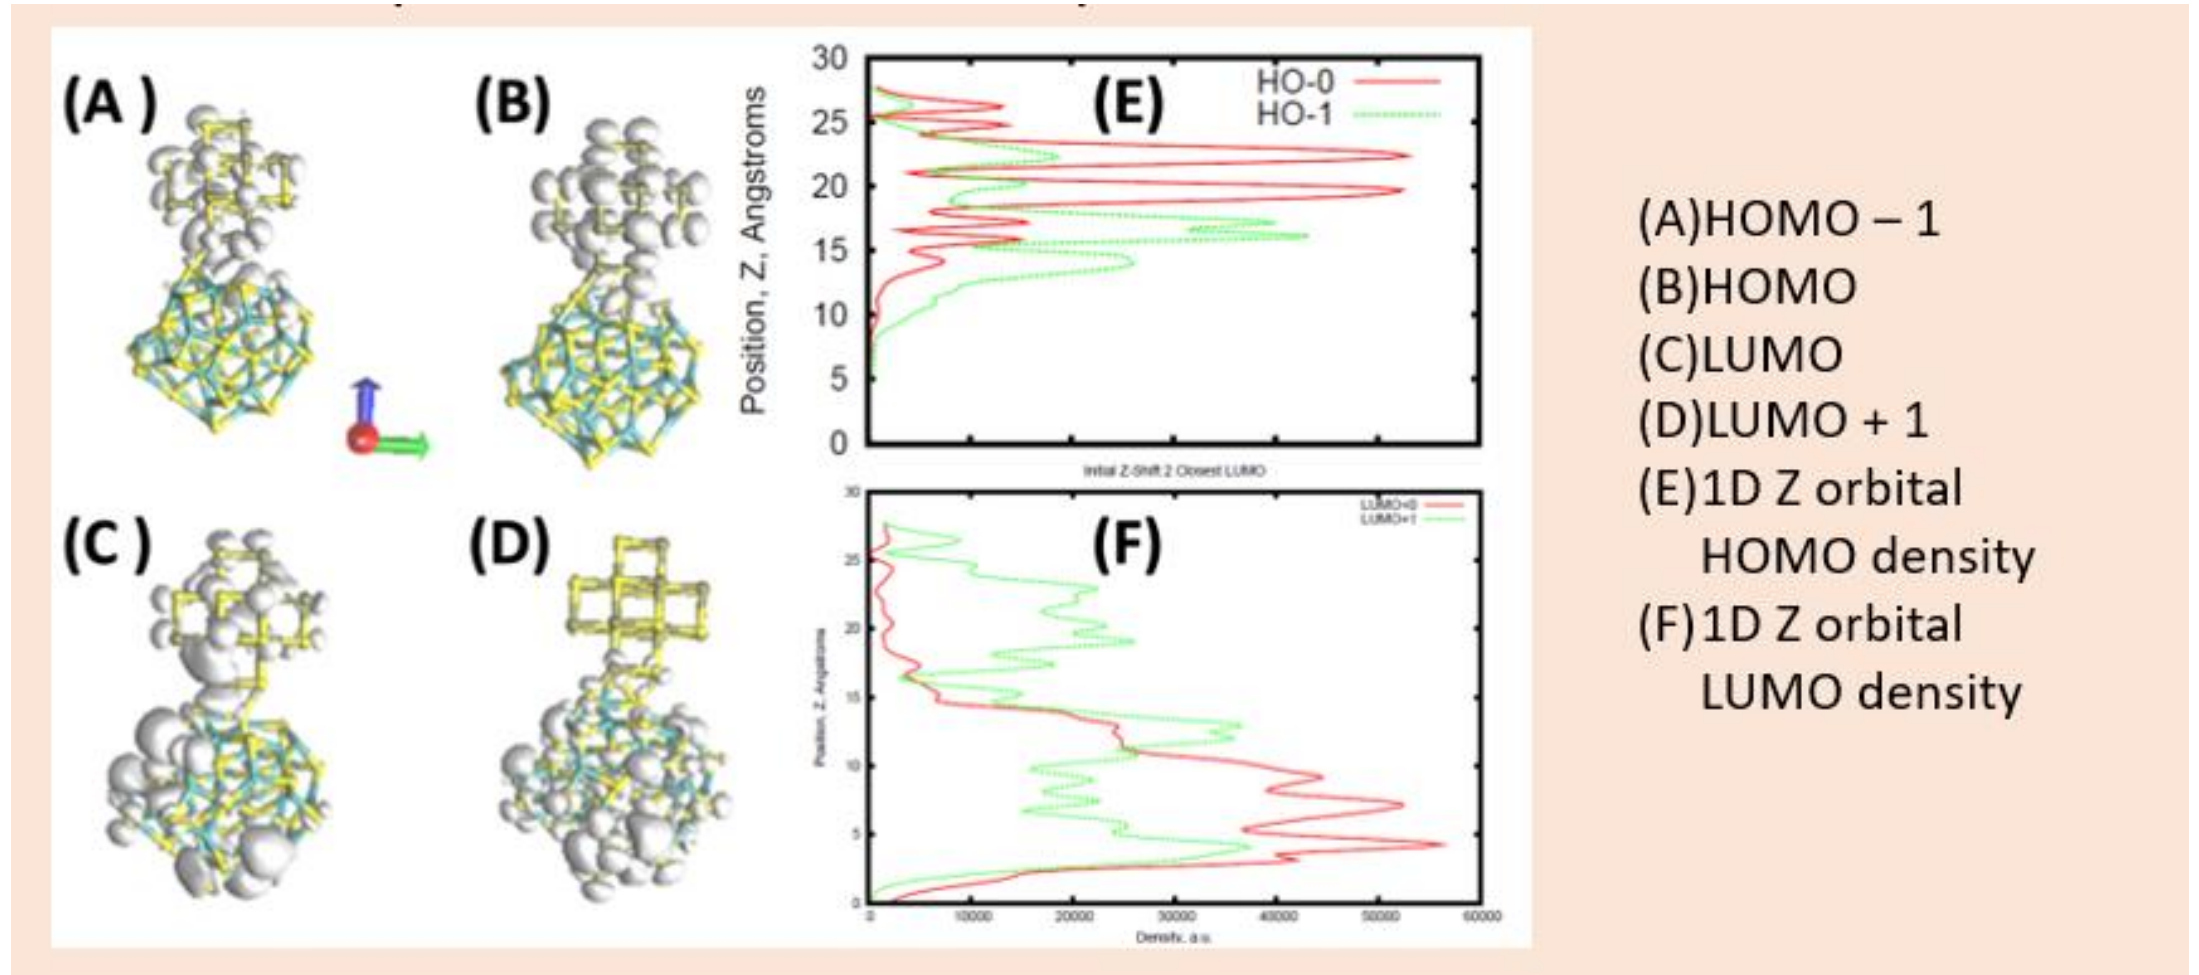 (A )
(B)
(C )
(D)
30
25
20
15
10
5
0
Position, Z, Angstroms
(E)
HO-0
HO-1
Initial Z-Shift 2 Closest LUMO
30
25
20
15
10
5
0
Position, Z, Angstroms
(F)
LUMO+0
LUMO+1
0 10000 20000 30000 40000 50000 60000
Density, a.u.
(A)HOMO – 1
(B)HOMO
(C)LUMO
(D)LUMO + 1
(E)1D Z orbital
HOMO density
(F)1D Z orbital
LUMO density